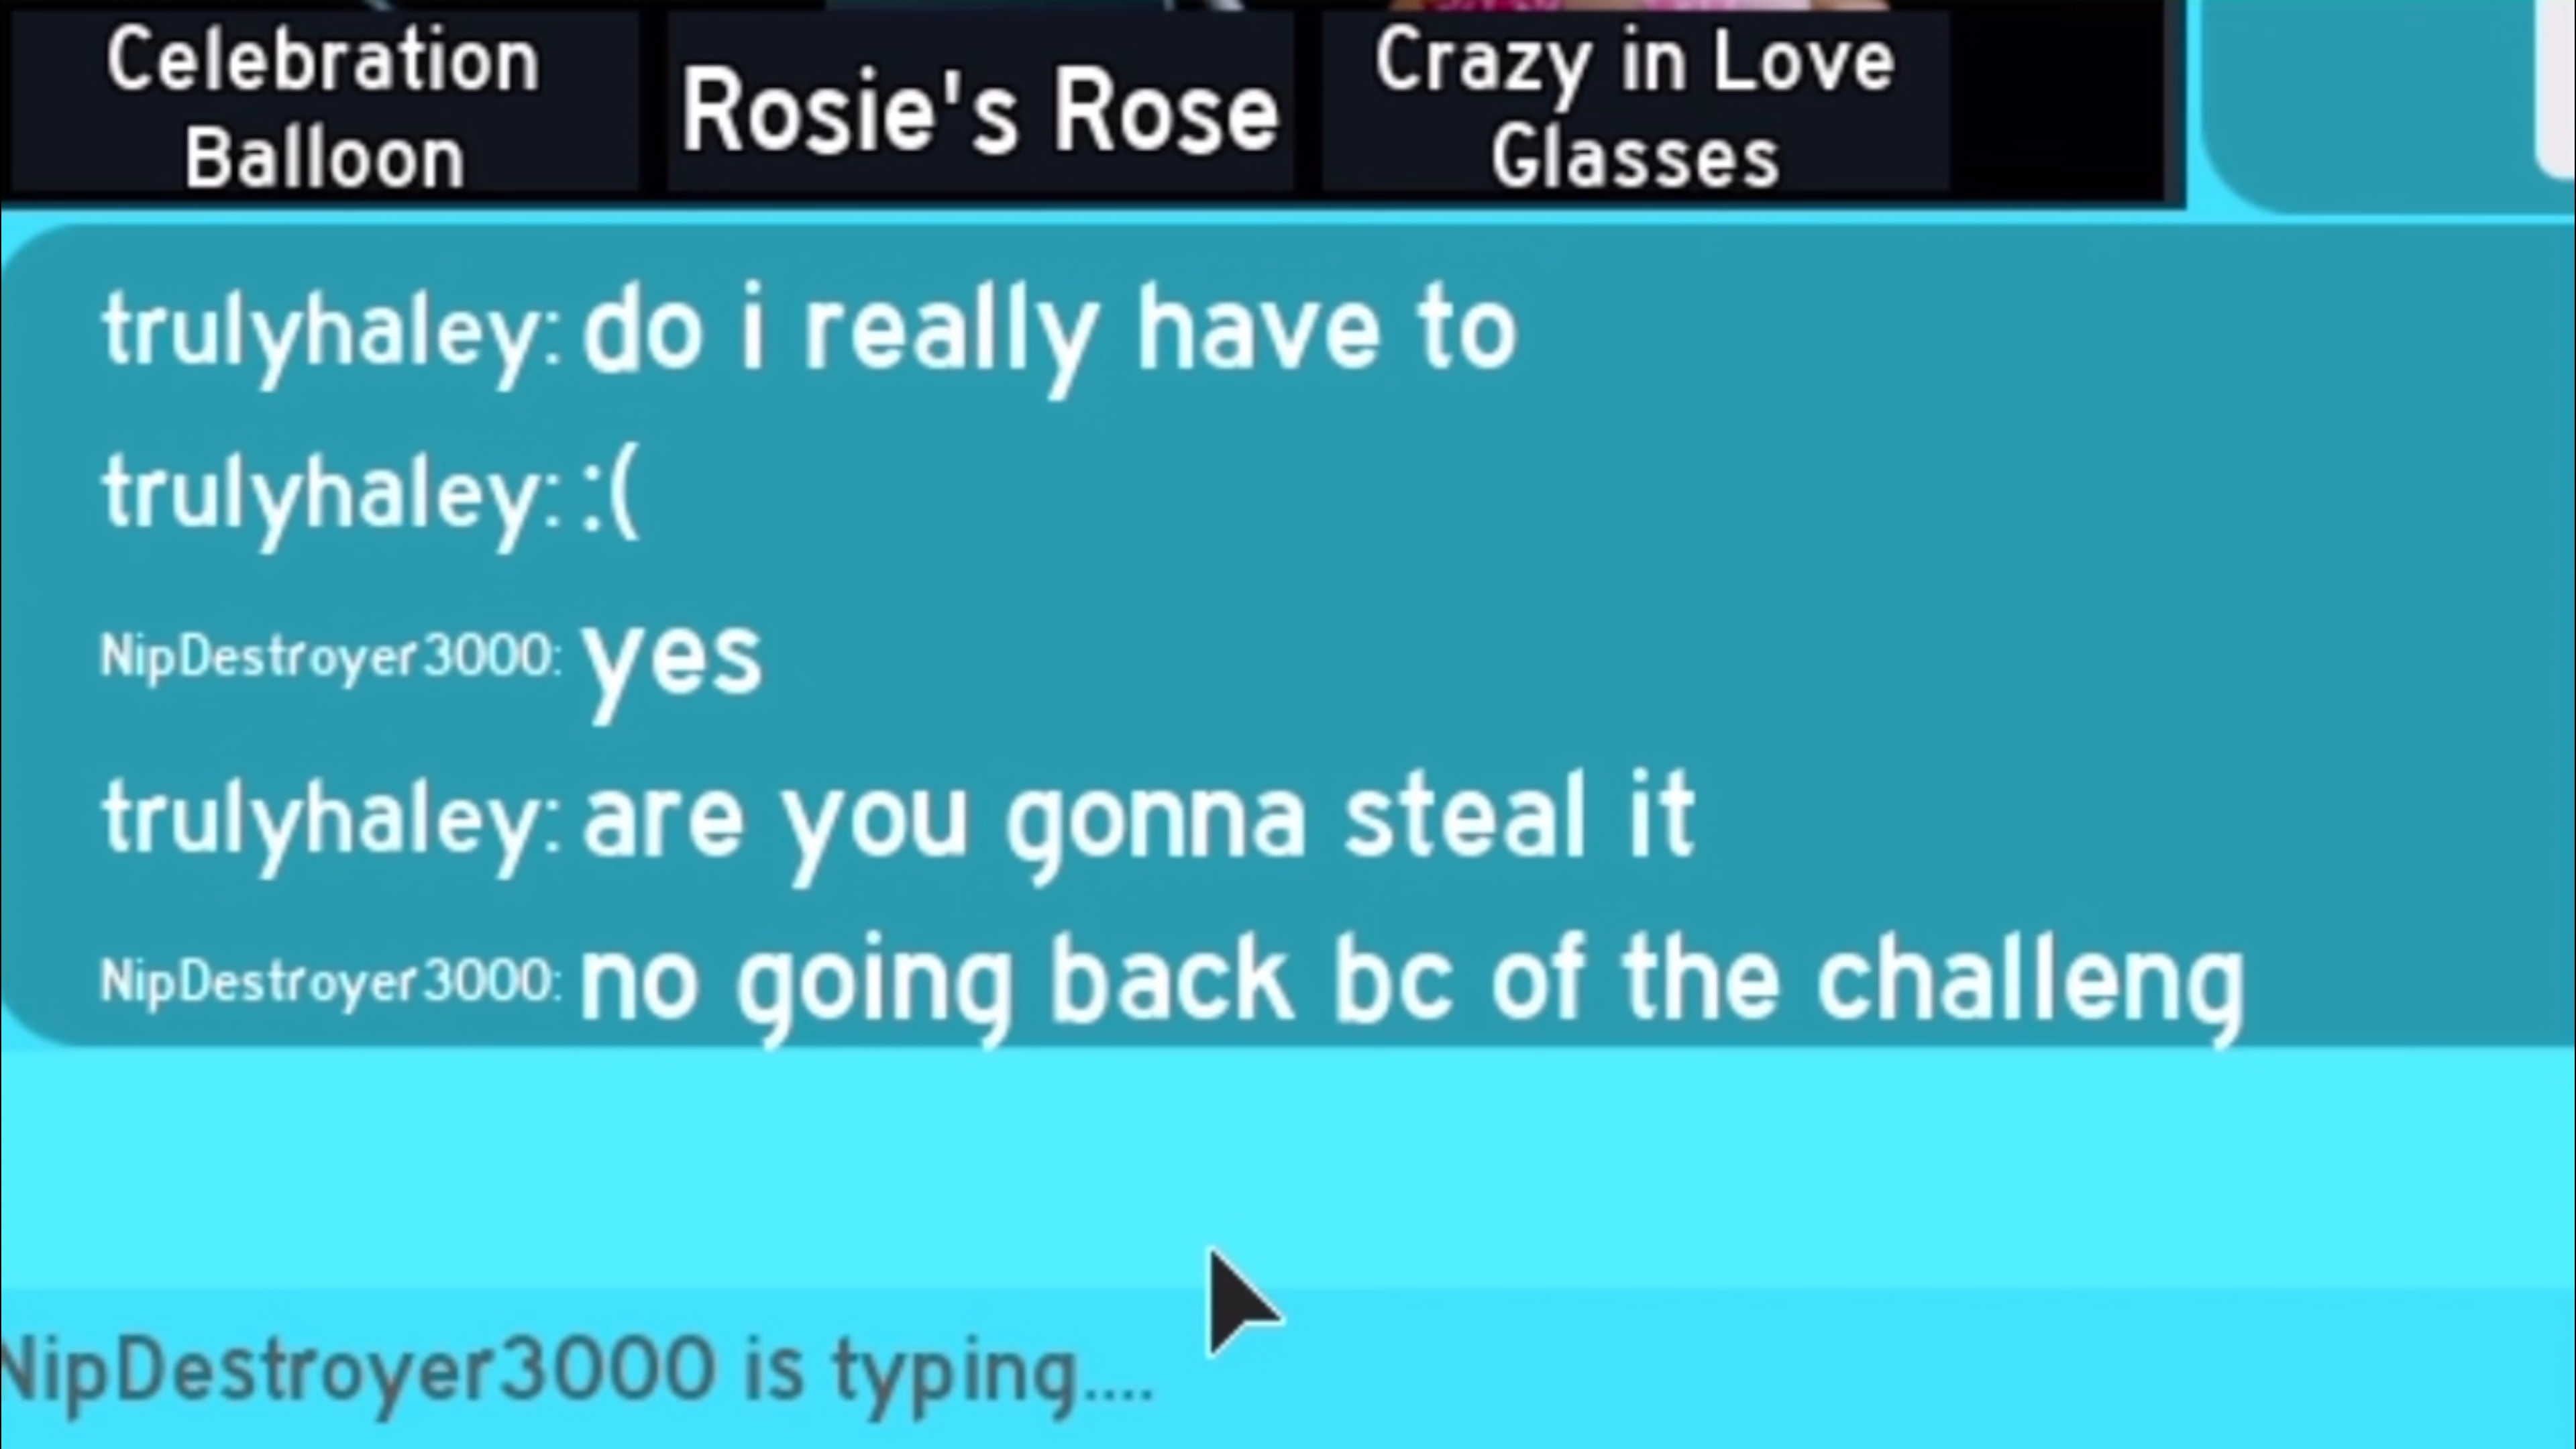 Celebration
Balloon
Rosie's Rose
Crazy in Love
Glasses
trulyhaley: do i really have to
trulyhaley: :(
NipDestroyer3000: yes
trulyhaley: are you gonna steal it
NipDestroyer3000: no going back bc of the challeng
NipDestroyer3000 is typing....